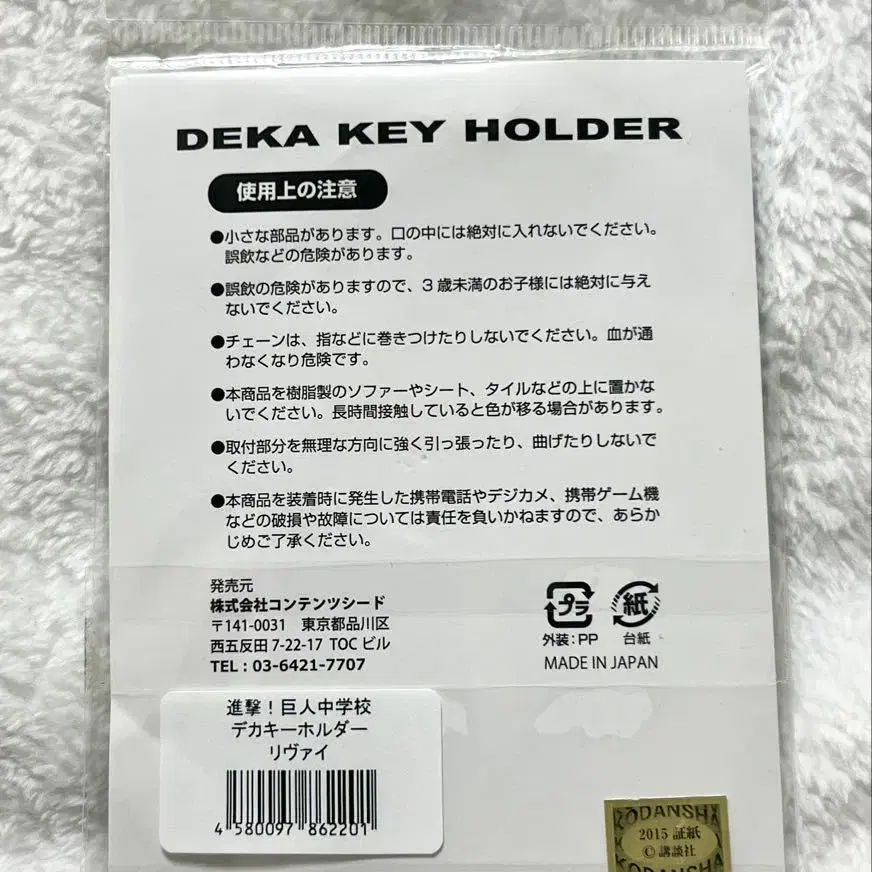 DEKA KEY HOLDER
使用上の注意
●小さな部品があります。口の中には絶対に入れないでください。
誤飲などの危険があります。
●誤飲の危険がありますので、3歳未満のお子様には絶対に与え
ないでください。
●チェーンは、指などに巻きつけたりしないでください。血が通
わなくなり危険です。
●本商品を樹脂製のソファーやシート、タイルなどの上に置かな
いでください。長時間接触していると色が移る場合があります。
●取付部分を無理な方向に強く引っ張ったり、曲げたりしないで
ください。
●本商品を装着時に発生した携帯電話やデジカメ、携帯ゲーム機
などの破損や故障については責任を負いかねますので、あらか
じめご了承ください。
発売元
株式会社コンテンツシード
〒141-0031 東京都品川区
西五反田 7-22-17 TOC ビル
TEL : 03-6421-7707
プラ
外装 : PP
紙
台紙
MADE IN JAPAN
進撃！巨人中学校
デカキーホルダー
リヴァイ
4 580097 862201
KODANSHA
2015 証紙
© 講談社
KODANSHA